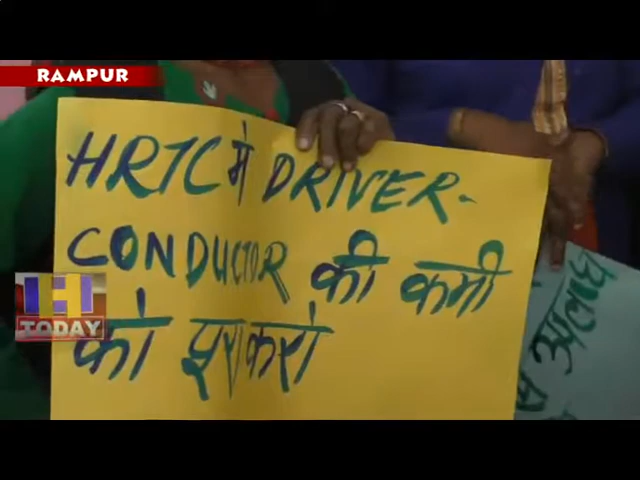 RAMPUR
HRTC मे DRIVER-
CONDUCTOR की कमी
को पुरा करो
H
TODAY